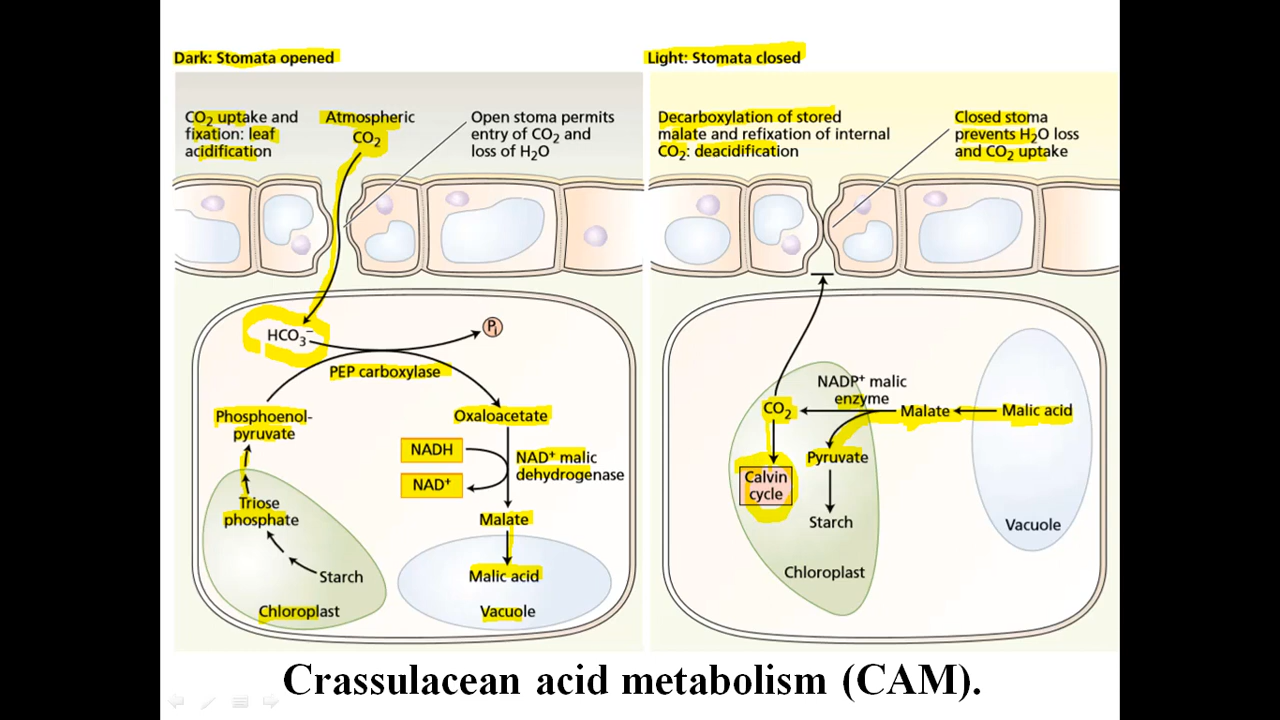 Dark: Stomata opened
CO₂ uptake and
fixation: leaf
acidification
Atmospheric
CO₂
Open stoma permits
entry of CO₂ and
loss of H₂O
HCO₃⁻
Pᵢ
PEP carboxylase
Phosphoenol-
pyruvate
Oxaloacetate
NADH
NAD⁺
NAD⁺ malic
dehydrogenase
Triose
phosphate
Malate
Starch
Malic acid
Chloroplast
Vacuole
Light: Stomata closed
Decarboxylation of stored
malate and refixation of internal
CO₂: deacidification
Closed stoma
prevents H₂O loss
and CO₂ uptake
NADP⁺ malic
enzyme
CO₂
Malate
Malic acid
Pyruvate
Calvin
cycle
Starch
Vacuole
Chloroplast
Crassulacean acid metabolism (CAM).